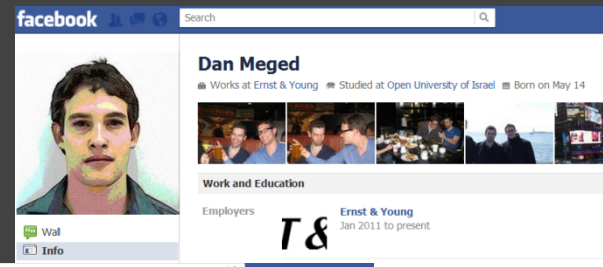 facebook Search
Dan Meged
Works at Ernst & Young Studied at Open University of Israel Born on May 14
Work and Education
Employers
T &
Ernst & Young
Jan 2011 to present
Wall
Info